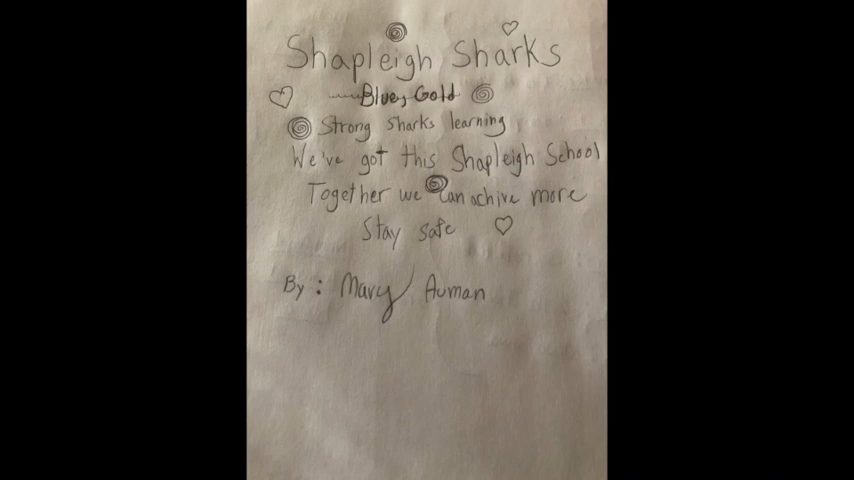 Shapleigh Sharks
Blue, Gold
Strong Sharks learning
We've got this Shapleigh School
Together we Can achive more
Stay safe
By: Mary Auman